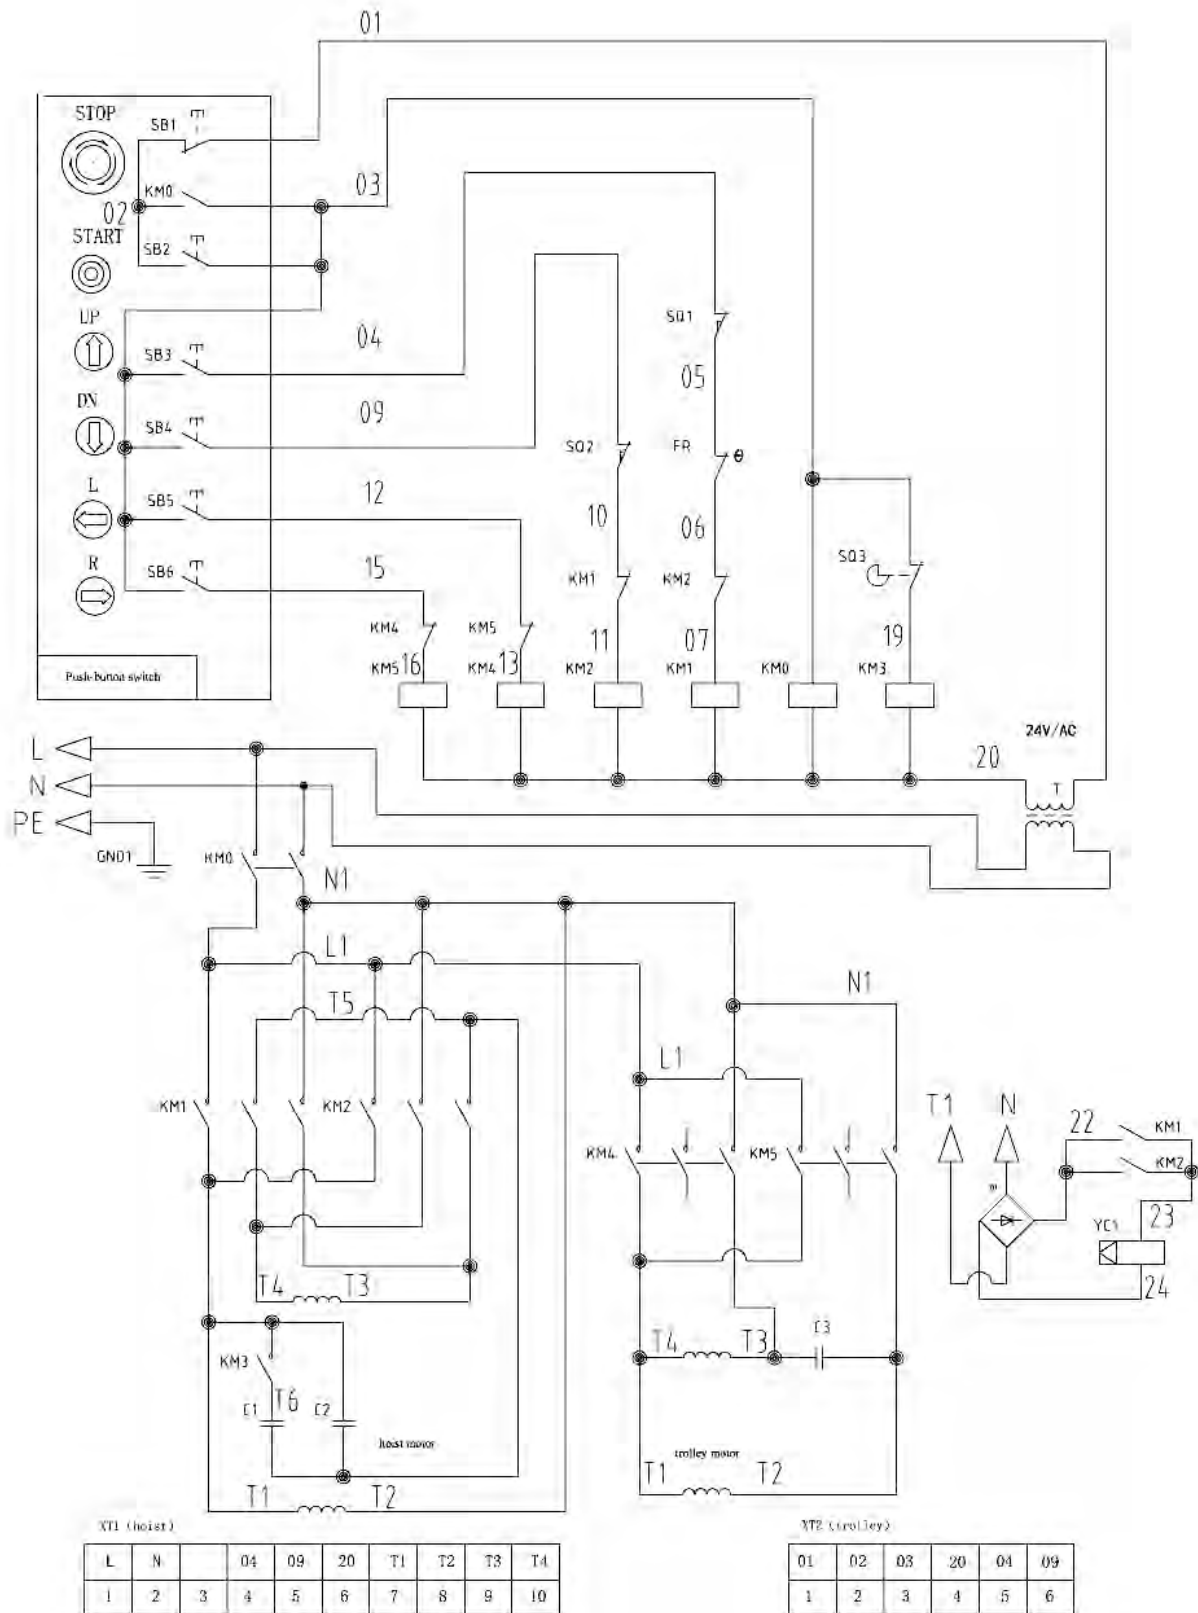 01
STOP
SB1
KM0
03
02
START
SB2
UP
04
SB3
SQ1
05
DN
09
SB4
SQ2
FR
L
12
SB5
10
06
R
15
SB6
SQ3
KM1
KM2
KM4
KM5
11
07
19
Push-button switch
KM5
16
KM4
13
KM2
KM1
KM0
KM3
24V/AC
L
20
T
N
PE
GND1
KM0
N1
L1
N1
T5
L1
KM1
KM2
T1
N
22
KM1
KM4
KM5
KM2
23
YC1
T4
T3
24
C3
T4
T3
KM3
T6
C1
C2
hoist motor
trolley motor
T1
T2
T1
T2
XT1 (hoist)
XT2 (trolley)
L N 04 09 20 T1 T2 T3 T4
1 2 3 4 5 6 7 8 9 10
01 02 03 20 04 09
1 2 3 4 5 6